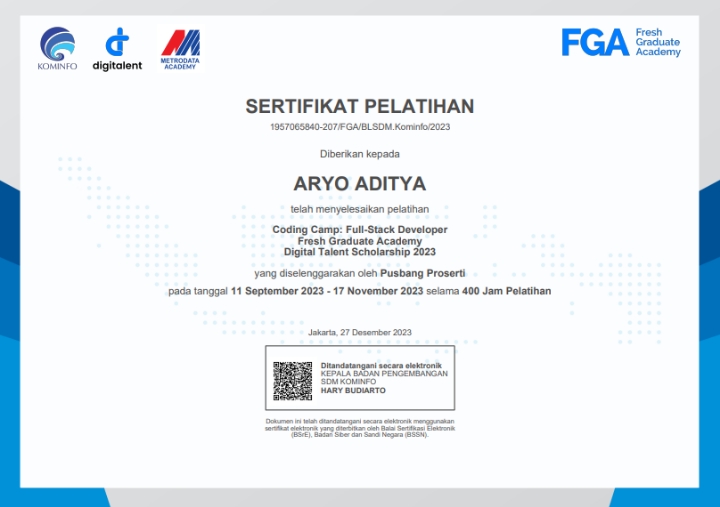 KOMINFO
digitalent
METRODATA
ACADEMY
FGA
Fresh
Graduate
Academy
SERTIFIKAT PELATIHAN
1957065840-207/FGA/BLSDM.Kominfo/2023
Diberikan kepada
ARYO ADITYA
telah menyelesaikan pelatihan
Coding Camp: Full-Stack Developer
Fresh Graduate Academy
Digital Talent Scholarship 2023
yang diselenggarakan oleh Pusbang Proserti
pada tanggal 11 September 2023 - 17 November 2023 selama 400 Jam Pelatihan
Jakarta, 27 Desember 2023
Ditandatangani secara elektronik
KEPALA BADAN PENGEMBANGAN
SDM KOMINFO
HARY BUDIARTO
Dokumen ini telah ditandatangani secara elektronik menggunakan
sertifikat elektronik yang diterbitkan oleh Balai Sertifikasi Elektronik
(BSrE), Badan Siber dan Sandi Negara (BSSN).